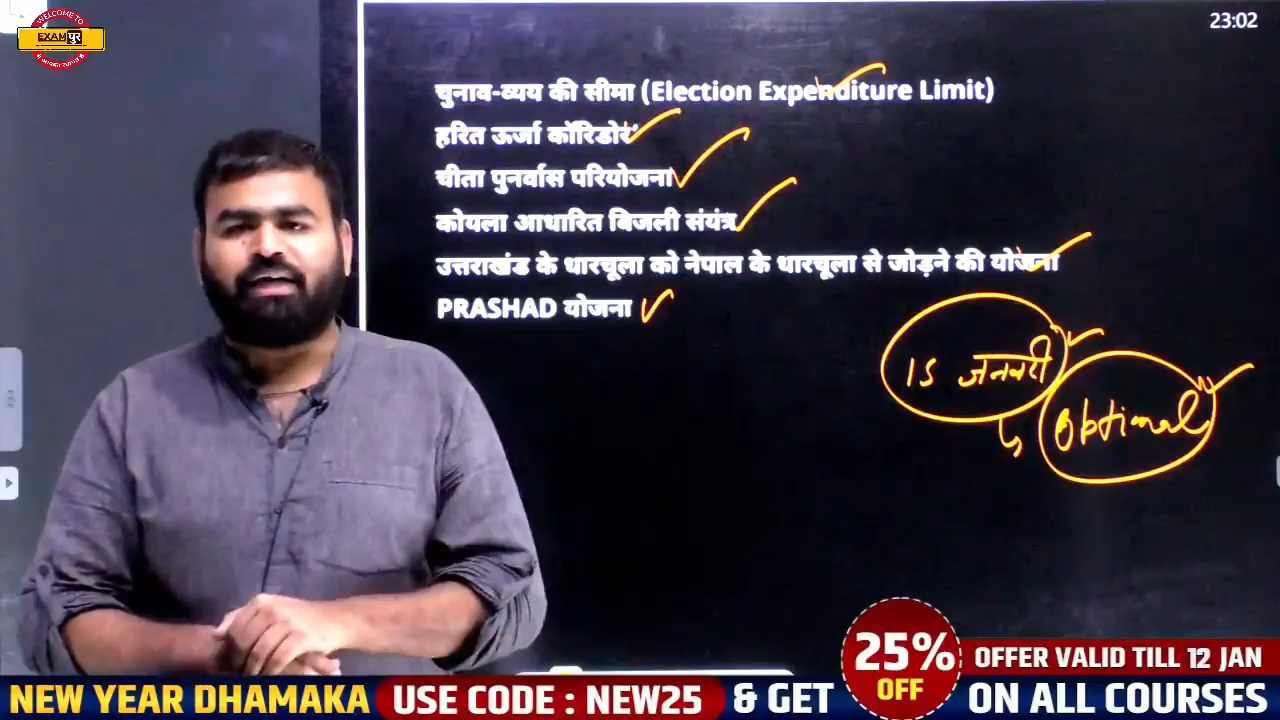 WELCOME TO
EXAMपुर
23:02
चुनाव-व्यय की सीमा (Election Expenditure Limit)
हरित ऊर्जा कॉरिडोर'
चीता पुनर्वास परियोजना
कोयला आधारित बिजली संयंत्र
उत्तराखंड के धारचूला को नेपाल के धारचूला से जोड़ने की योजना
PRASHAD योजना
15 जनवरी
Optional
25%
OFF
OFFER VALID TILL 12 JAN
NEW YEAR DHAMAKA USE CODE : NEW25 & GET ON ALL COURSES